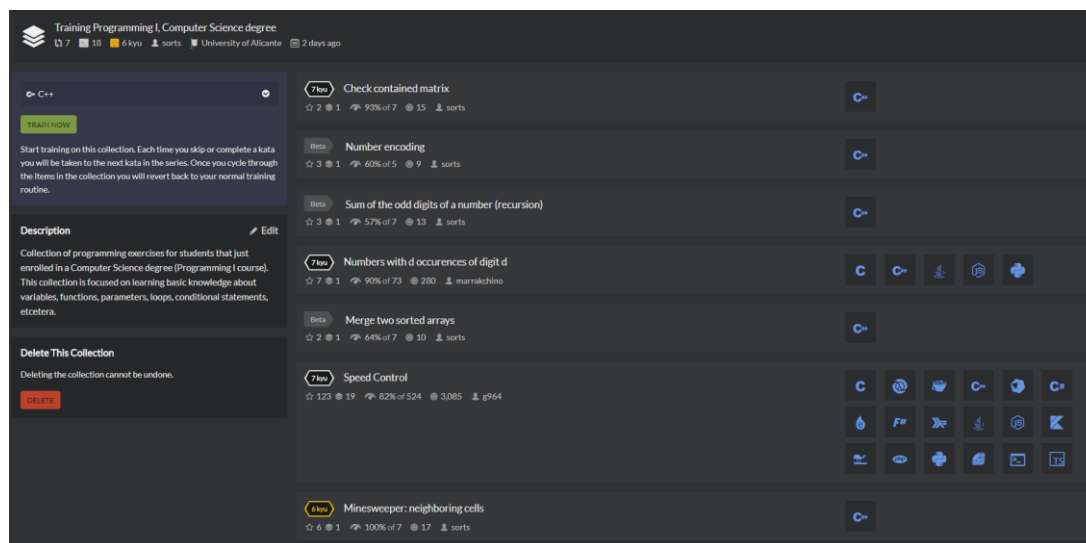 Training Programming I, Computer Science degree
7 18 6 kyu sorts University of Alicante 2 days ago
C++
TRAIN NOW
Start training on this collection. Each time you skip or complete a kata
you will be taken to the next kata in the series. Once you cycle through
the items in the collection you will revert back to your normal training
routine.
Description Edit
Collection of programming exercises for students that just
enrolled in a Computer Science degree (Programming I course).
This collection is focused on learning basic knowledge about
variables, functions, parameters, loops, conditional statements,
etcetera.
Delete This Collection
Deleting the collection cannot be undone.
DELETE
7 kyu Check contained matrix
2 1 93% of 7 15 sorts
C++
Beta Number encoding
3 1 60% of 5 9 sorts
C++
Beta Sum of the odd digits of a number (recursion)
3 1 57% of 7 13 sorts
C++
7 kyu Numbers with d occurences of digit d
7 1 90% of 73 280 marrakchino
C C++ JS
Beta Merge two sorted arrays
2 1 64% of 7 10 sorts
C++
7 kyu Speed Control
123 19 82% of 524 3,085 g964
C C++ C#
F# JS
php TS
6 kyu Minesweeper: neighboring cells
6 1 100% of 7 17 sorts
C++